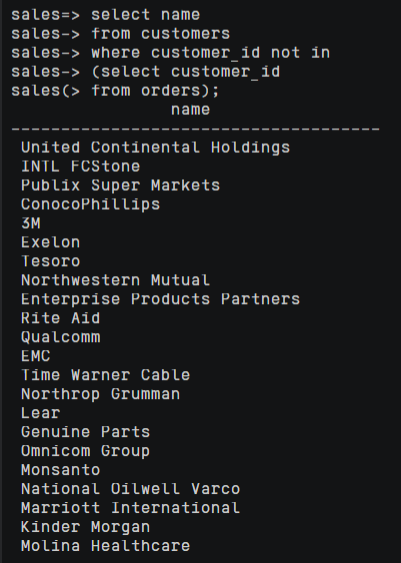 sales=> select name
sales-> from customers
sales-> where customer_id not in
sales-> (select customer_id
sales(> from orders);
name
-------------------------------------
United Continental Holdings
INTL FCStone
Publix Super Markets
ConocoPhillips
3M
Exelon
Tesoro
Northwestern Mutual
Enterprise Products Partners
Rite Aid
Qualcomm
EMC
Time Warner Cable
Northrop Grumman
Lear
Genuine Parts
Omnicom Group
Monsanto
National Oilwell Varco
Marriott International
Kinder Morgan
Molina Healthcare